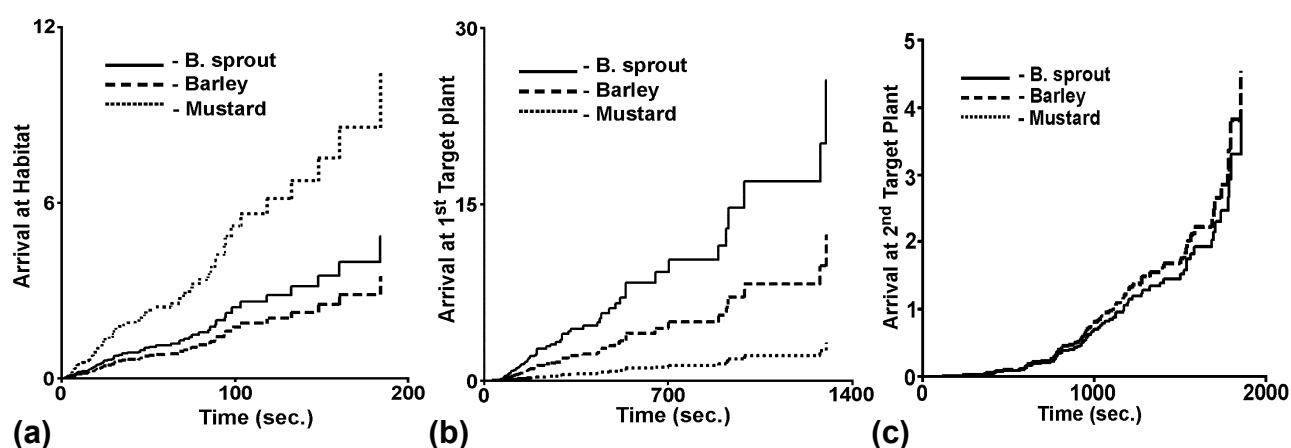 12
6
0
0
100
200
Arrival at Habitat
Time (sec.)
- B. sprout
- Barley
- Mustard
(a)
30
15
0
0
700
1400
Arrival at 1st Target plant
Time (sec.)
- B. sprout
- Barley
- Mustard
(b)
5
4
3
2
1
0
0
1000
2000
Arrival at 2nd Target Plant
Time (sec.)
- B. sprout
- Barley
- Mustard
(c)